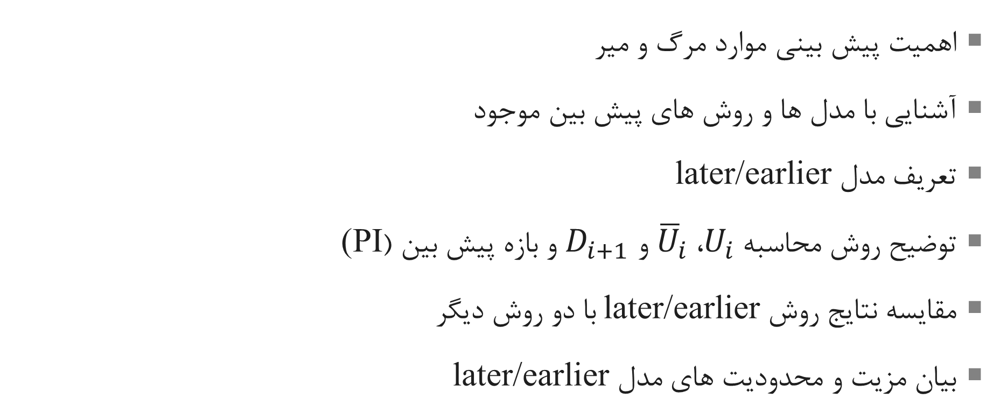 ▪ اهمیت پیش بینی موارد مرگ و میر
▪ آشنایی با مدل ها و روش های پیش بین موجود
▪ تعریف مدل later/earlier
▪ توضیح روش محاسبه $U_i$، $\overline{U}_i$ و $D_{i+1}$ و بازه پیش بین (PI)
▪ مقایسه نتایج روش later/earlier با دو روش دیگر
▪ بیان مزیت و محدودیت های مدل later/earlier